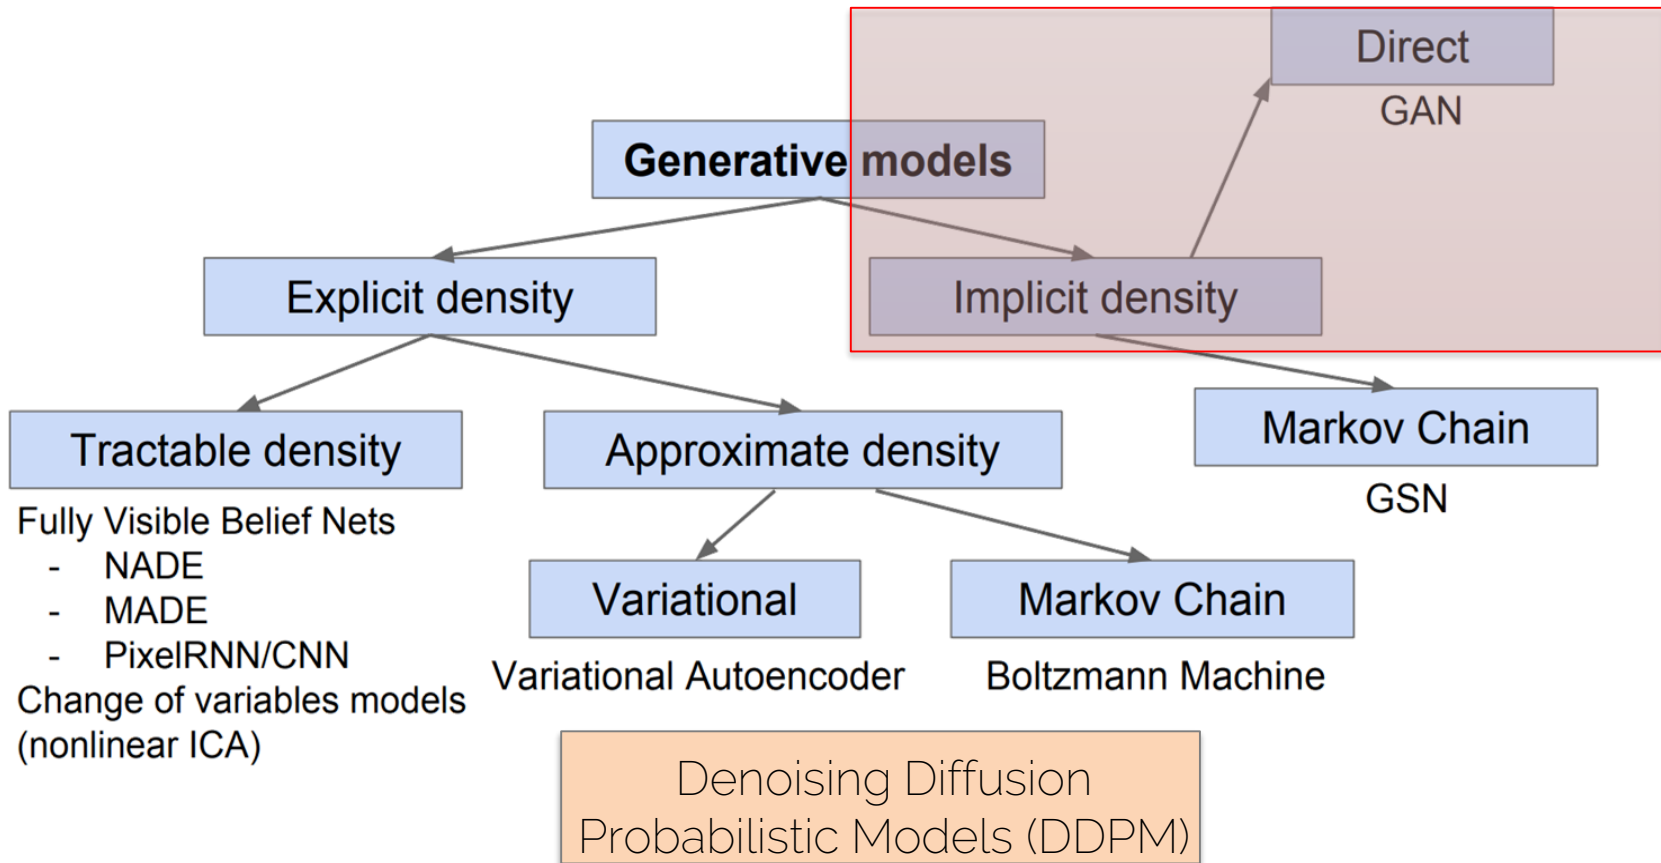 Direct
GAN
Generative models
Explicit density
Implicit density
Tractable density
Approximate density
Markov Chain
GSN
Fully Visible Belief Nets
- NADE
- MADE
- PixelRNN/CNN
Change of variables models
(nonlinear ICA)
Variational
Markov Chain
Variational Autoencoder
Boltzmann Machine
Denoising Diffusion
Probabilistic Models (DDPM)